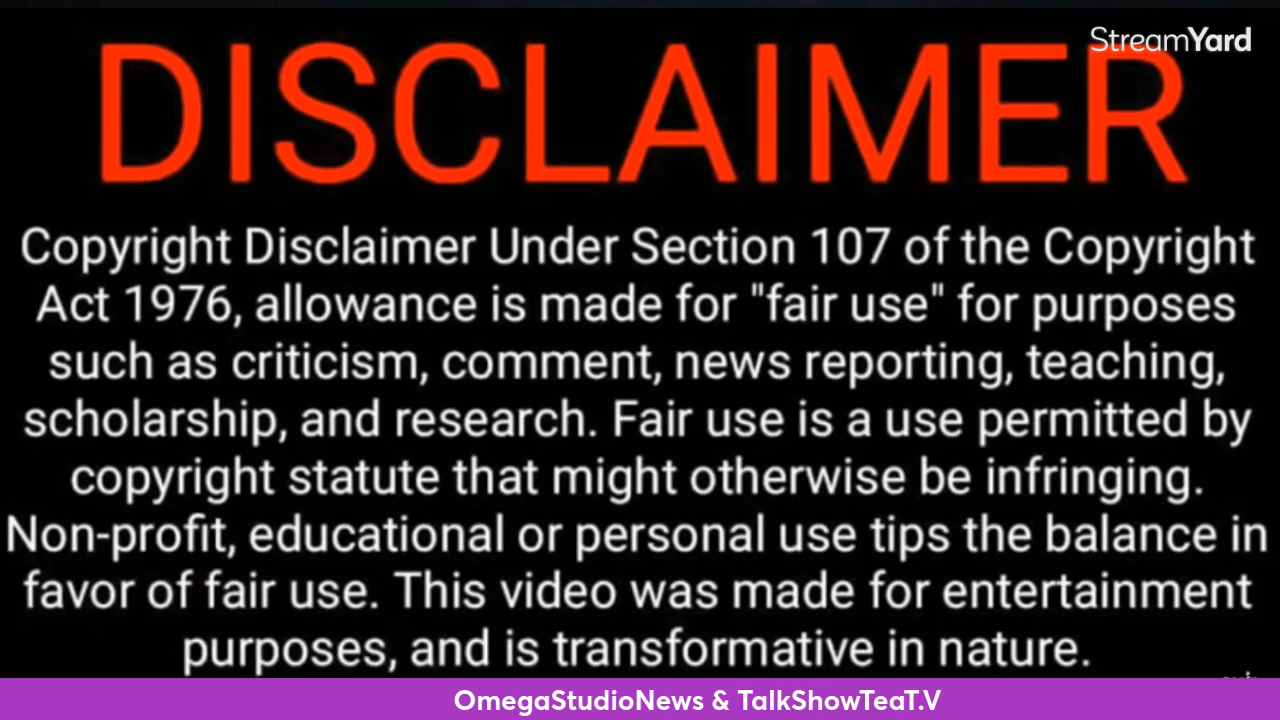 StreamYard
DISCLAIMER
Copyright Disclaimer Under Section 107 of the Copyright
Act 1976, allowance is made for "fair use" for purposes
such as criticism, comment, news reporting, teaching,
scholarship, and research. Fair use is a use permitted by
copyright statute that might otherwise be infringing.
Non-profit, educational or personal use tips the balance in
favor of fair use. This video was made for entertainment
purposes, and is transformative in nature.
OmegaStudioNews & TalkShowTeaT.V